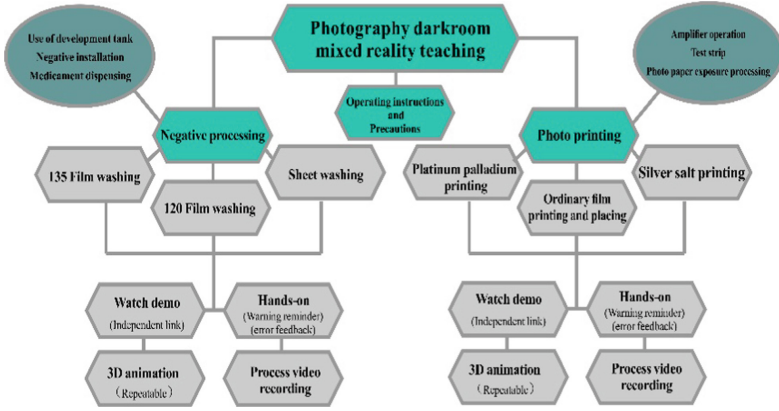 Photography darkroom
mixed reality teaching
Use of development tank
Negative installation
Medicament dispensing
Amplifier operation
Test strip
Photo paper exposure processing
Operating instructions
and
Precautions
Negative processing
Photo printing
135 Film washing
120 Film washing
Sheet washing
Platinum palladium
printing
Ordinary film
printing and placing
Silver salt printing
Watch demo
(Independent link)
Hands-on
(Warning reminder)
(error feedback)
3D animation
(Repeatable)
Process video
recording
Watch demo
(Independent link)
Hands-on
(Warning reminder)
(error feedback)
3D animation
(Repeatable)
Process video
recording